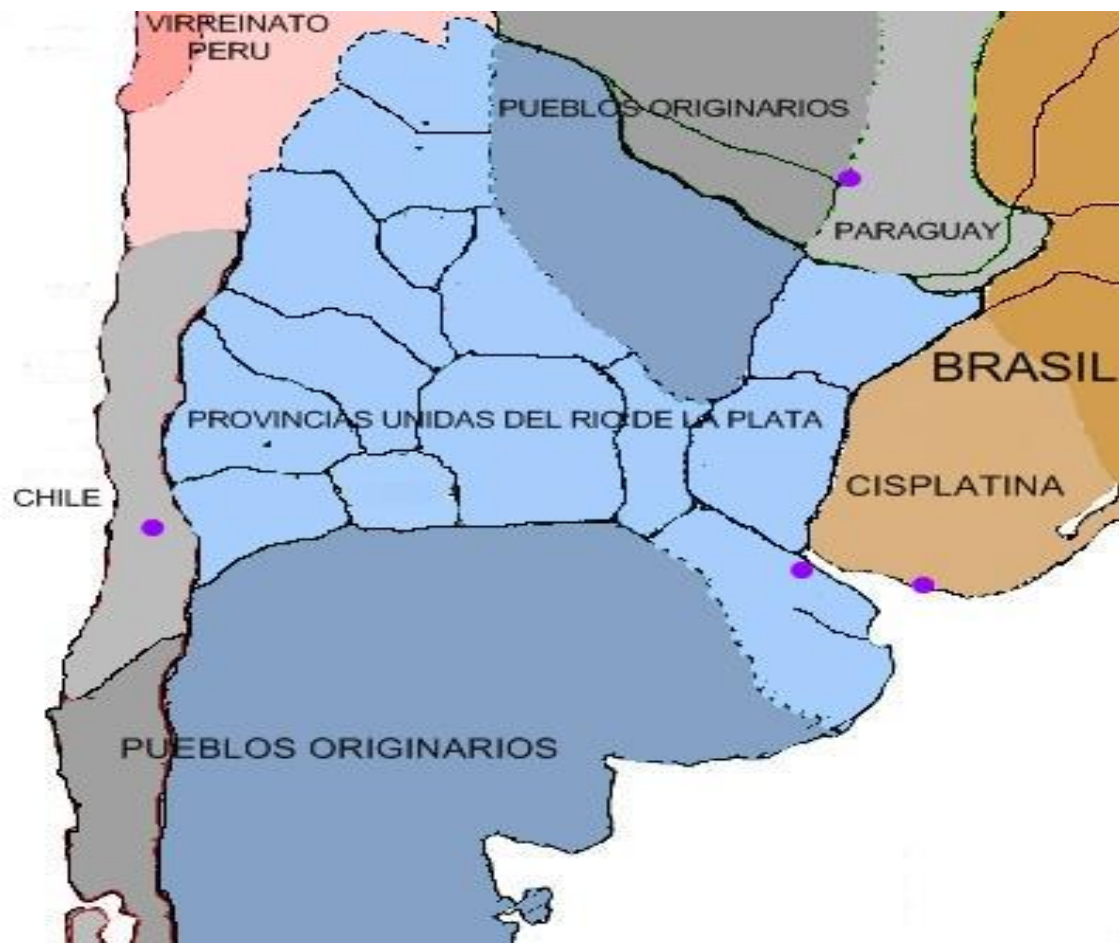 VIRREINATO
PERU
PUEBLOS ORIGINARIOS
PARAGUAY
BRASIL
PROVINCIAS UNIDAS DEL RIO DE LA PLATA
CISPLATINA
CHILE
PUEBLOS ORIGINARIOS